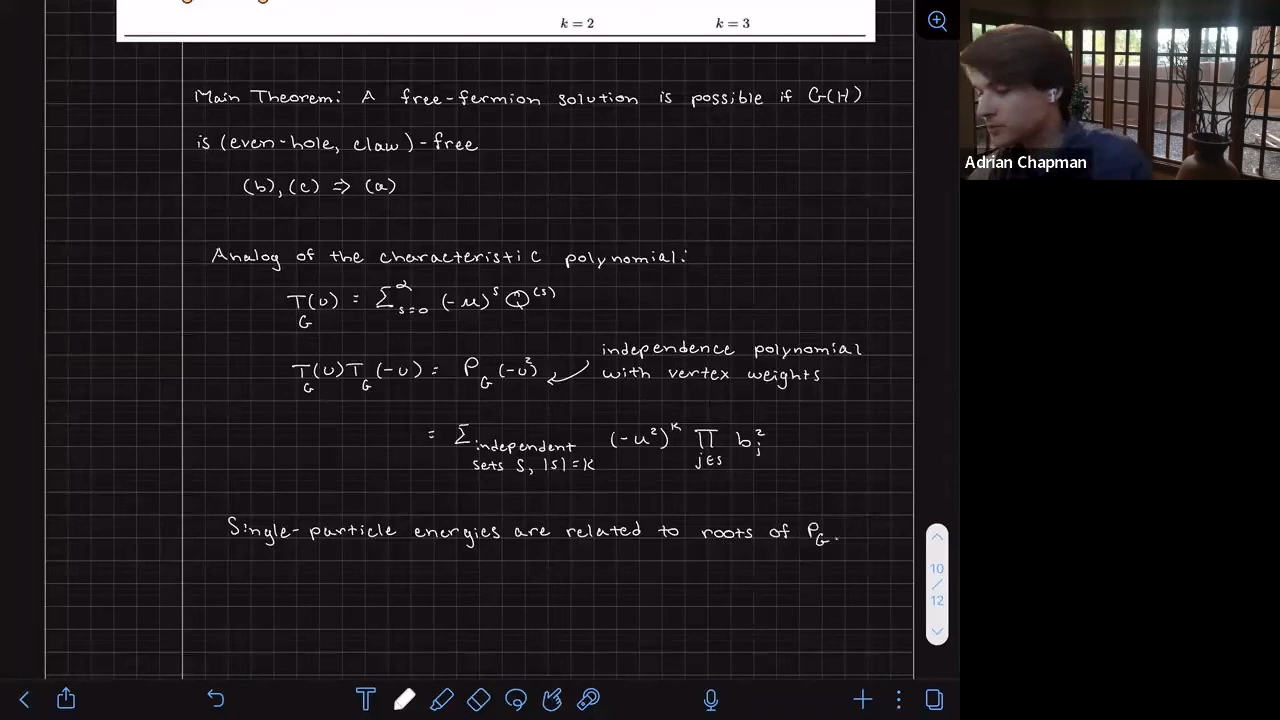 k = 2 k = 3
Main Theorem: A free-fermion solution is possible if G(H)
is (even-hole, claw)-free
(b), (c) ⇒ (a)
Analog of the characteristic polynomial:
T_G(u) = Σ_{s=0}^α (-u)^s Q^(s)
T_G(u) T_G(-u) = P_G(-u²)
independence polynomial
with vertex weights
= Σ_{independent sets S, |S|=k} (-u²)^k ∏_{j∈S} b_j²
Single-particle energies are related to roots of P_G.
Adrian Chapman
10
/
12
T